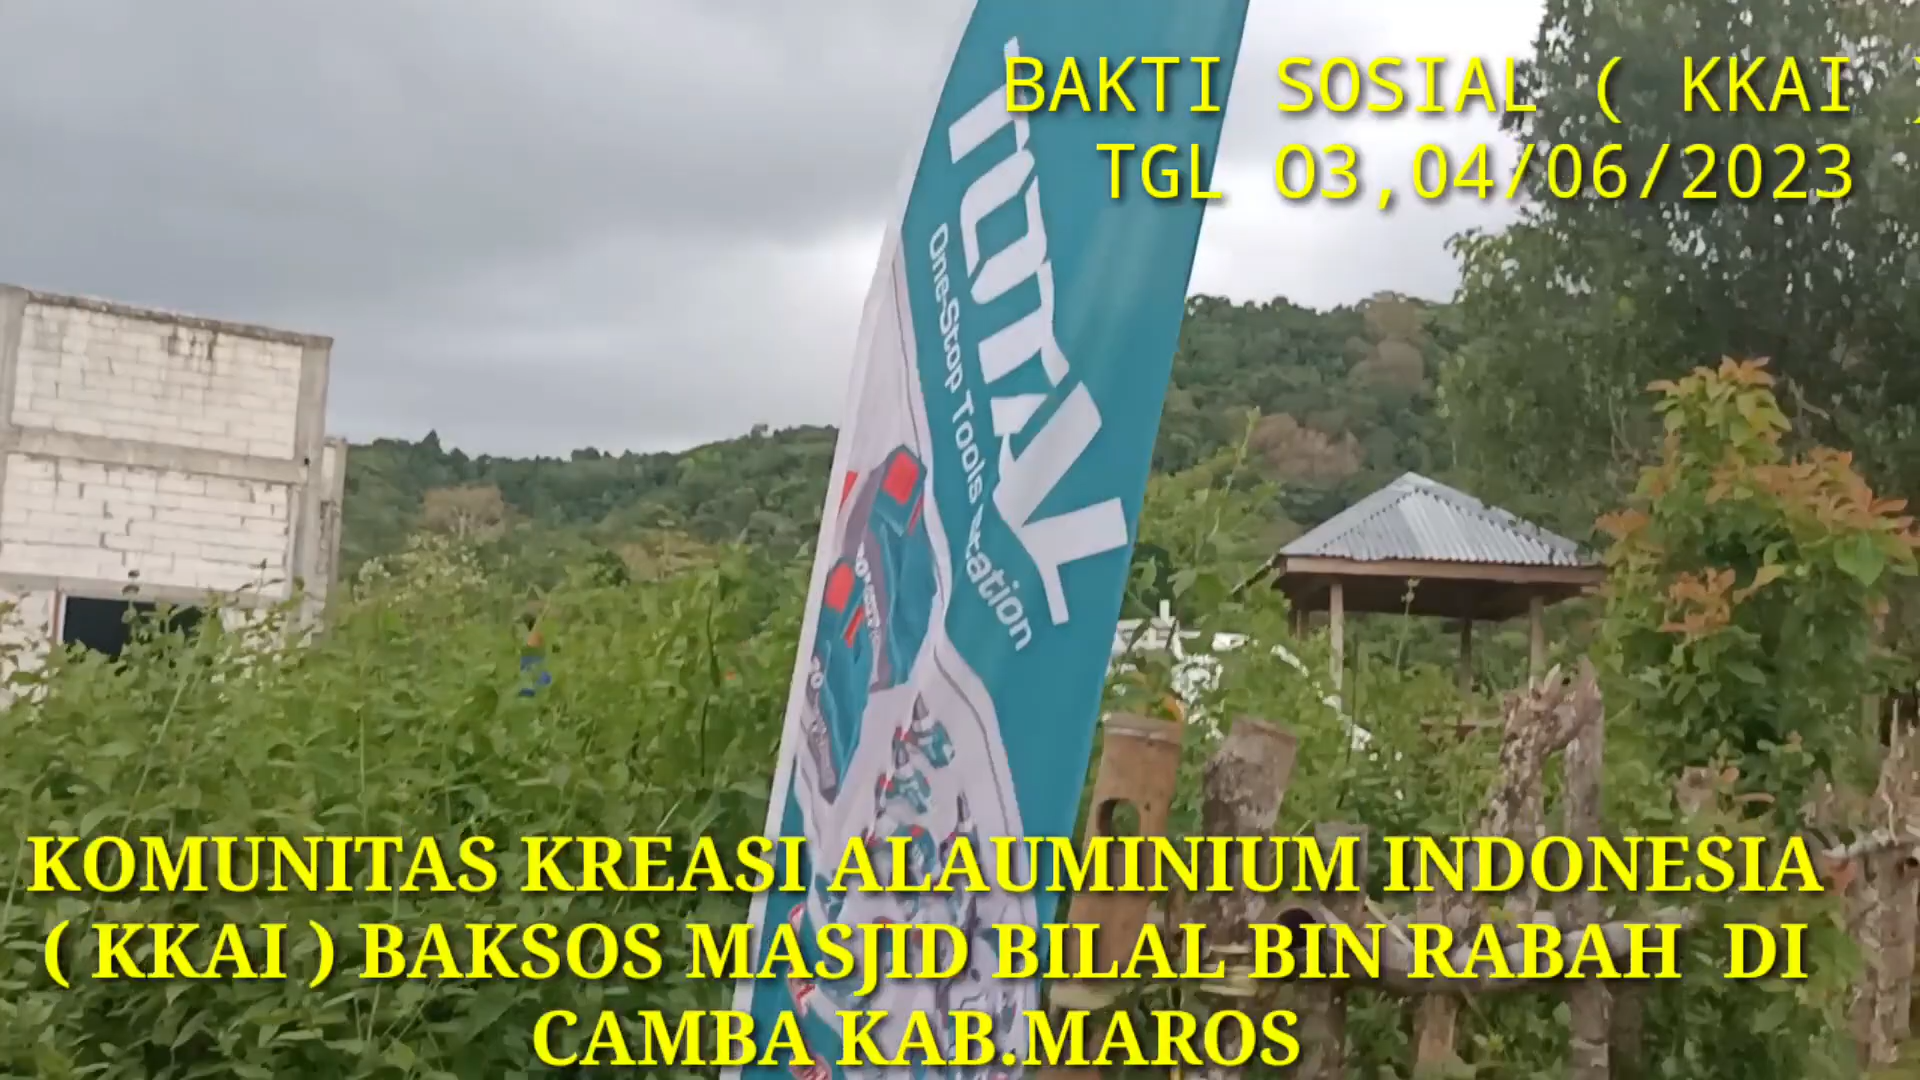 BAKTI SOSIAL ( KKAI )
TGL 03,04/06/2023
TOTAL
One-Stop Tools Station
KOMUNITAS KREASI ALAUMINIUM INDONESIA
( KKAI ) BAKSOS MASJID BILAL BIN RABAH DI
CAMBA KAB.MAROS